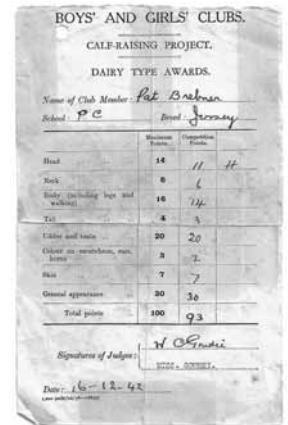 BOYS' AND GIRLS' CLUBS.
CALF-RAISING PROJECT.
DAIRY TYPE AWARDS.
Name of Club Member: Pat Brebner
School: P C Breed: Jersey
Maximum Points. Competition Points.
Head 14 11 H
Neck 6 6
Body (including legs and walking) 16 14
Tail 4 3
Udder and teats 20 20
Colour on escutcheon, ears, horns 3 2
Skin 7 7
General appearance 30 30
Total points 100 93
Signatures of Judges:
MISS.
Date: 16-12-42